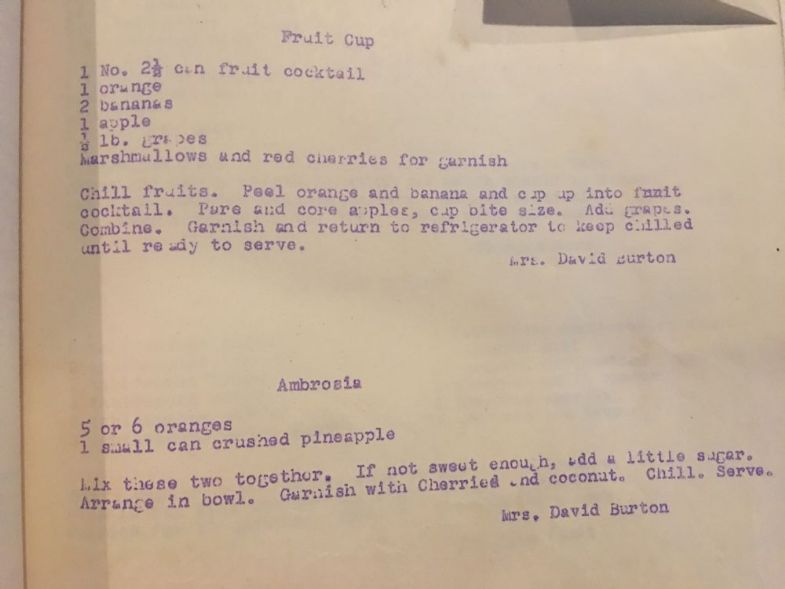 Fruit Cup
1 No. 2½ can fruit cocktail
1 orange
2 bananas
1 apple
½ lb. grapes
Marshmallows and red cherries for garnish
Chill fruits. Peel orange and banana and cup up into fruit
cocktail. Pare and core apples, cup bite size. Add grapes.
Combine. Garnish and return to refrigerator to keep chilled
until ready to serve.
Mrs. David Burton
Ambrosia
5 or 6 oranges
1 small can crushed pineapple
Mix these two together. If not sweet enough, add a little sugar.
Arrange in bowl. Garnish with Cherried and coconut. Chill. Serve.
Mrs. David Burton